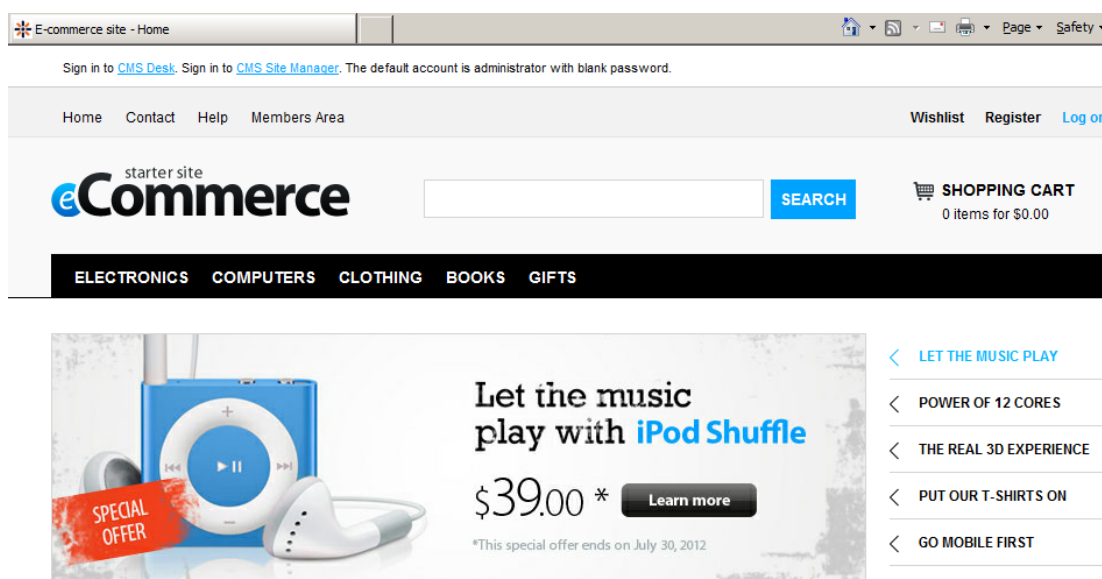 E-commerce site - Home
Page Safety
Sign in to CMS Desk. Sign in to CMS Site Manager. The default account is administrator with blank password.
Home Contact Help Members Area Wishlist Register Log on
starter site
eCommerce
SEARCH
SHOPPING CART
0 items for $0.00
ELECTRONICS COMPUTERS CLOTHING BOOKS GIFTS
Let the music
play with iPod Shuffle
$39.00 * Learn more
*This special offer ends on July 30, 2012
SPECIAL
OFFER
LET THE MUSIC PLAY
POWER OF 12 CORES
THE REAL 3D EXPERIENCE
PUT OUR T-SHIRTS ON
GO MOBILE FIRST